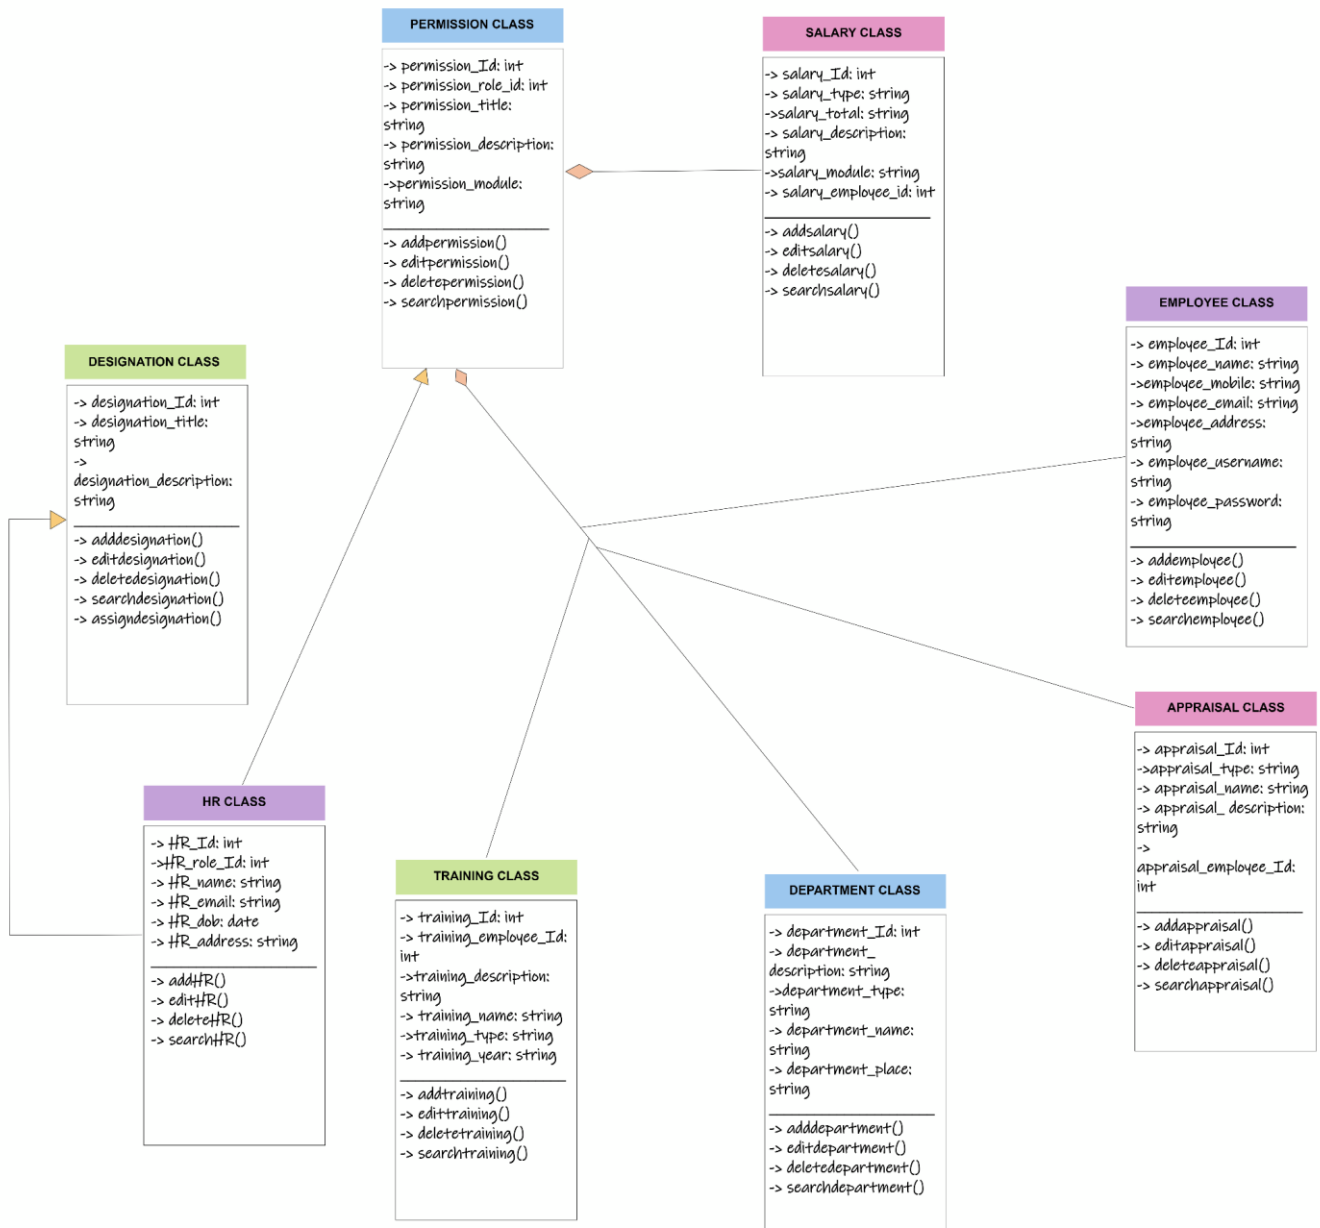 PERMISSION CLASS
-> permission_Id: int
-> permission_role_id: int
-> permission_title:
string
-> permission_description:
string
->permission_module:
string
-> addpermission()
-> editpermission()
-> deletepermission()
-> searchpermission()
SALARY CLASS
-> salary_Id: int
-> salary_type: string
->salary_total: string
-> salary_description:
string
->salary_module: string
-> salary_employee_id: int
-> addsalary()
-> editsalary()
-> deletesalary()
-> searchsalary()
EMPLOYEE CLASS
-> employee_Id: int
-> employee_name: string
->employee_mobile: string
-> employee_email: string
->employee_address:
string
-> employee_username:
string
-> employee_password:
string
-> addemployee()
-> editemployee()
-> deleteemployee()
-> searchemployee()
DESIGNATION CLASS
-> designation_Id: int
-> designation_title:
string
->
designation_description:
string
-> adddesignation()
-> editdesignation()
-> deletedesignation()
-> searchdesignation()
-> assigndesignation()
APPRAISAL CLASS
-> appraisal_Id: int
->appraisal_type: string
-> appraisal_name: string
-> appraisal_ description:
string
->
appraisal_employee_Id:
int
-> addappraisal()
-> editappraisal()
-> deleteappraisal()
-> searchappraisal()
HR CLASS
-> HR_Id: int
->HR_role_Id: int
-> HR_name: string
-> HR_email: string
-> HR_dob: date
-> HR_address: string
-> addHR()
-> editHR()
-> deleteHR()
-> searchHR()
TRAINING CLASS
-> training_Id: int
-> training_employee_Id:
int
->training_description:
string
-> training_name: string
->training_type: string
-> training_year: string
-> addtraining()
-> edittraining()
-> deletetraining()
-> searchtraining()
DEPARTMENT CLASS
-> department_Id: int
-> department_
description: string
->department_type:
string
-> department_name:
string
-> department_place:
string
-> adddepartment()
-> editdepartment()
-> deletedepartment()
-> searchdepartment()